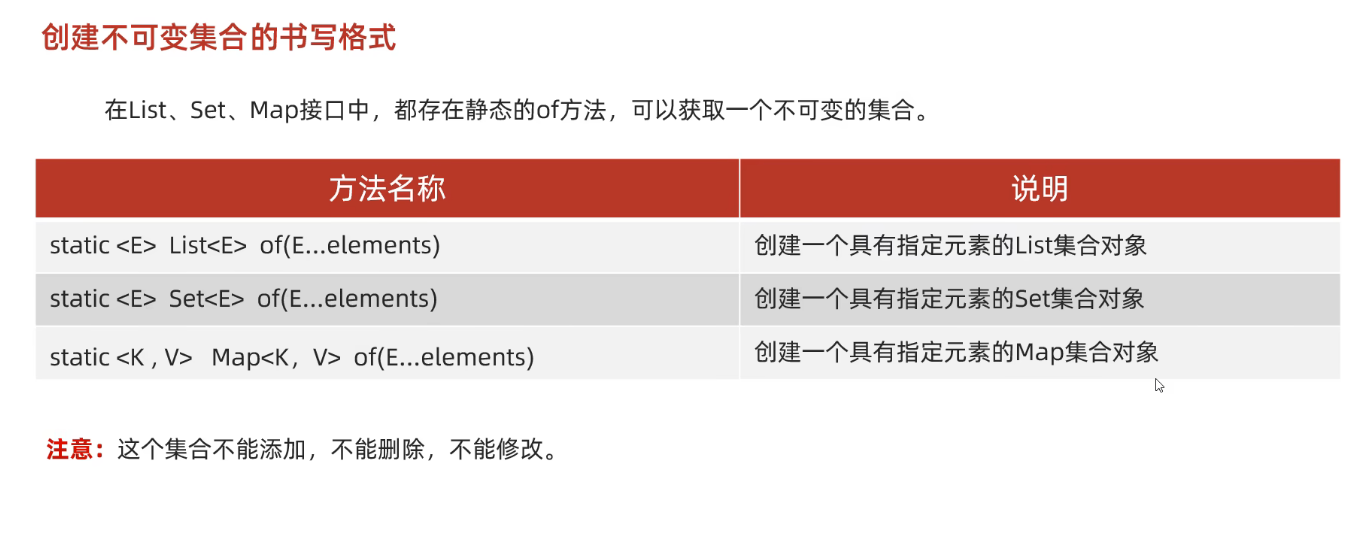 创建不可变集合的书写格式
在List、Set、Map接口中，都存在静态的of方法，可以获取一个不可变的集合。
方法名称 说明
static <E> List<E> of(E...elements) 创建一个具有指定元素的List集合对象
static <E> Set<E> of(E...elements) 创建一个具有指定元素的Set集合对象
static <K , V> Map<K，V> of(E...elements) 创建一个具有指定元素的Map集合对象
注意：这个集合不能添加，不能删除，不能修改。